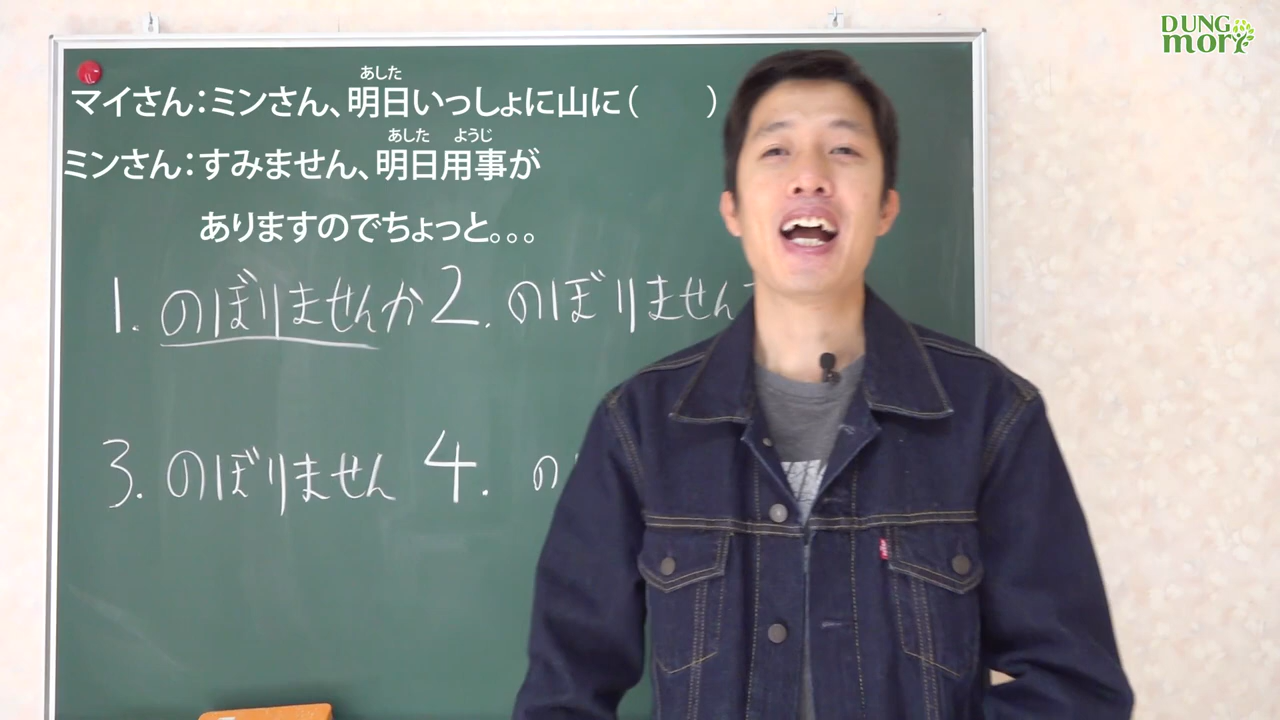 DUNG
mori
あした
マイさん：ミンさん、明日いっしょに山に（　　）
あした　ようじ
ミンさん：すみません、明日用事が
ありますのでちょっと。。。
1. のぼりませんか 2. のぼりません
3. のぼりません 4. の